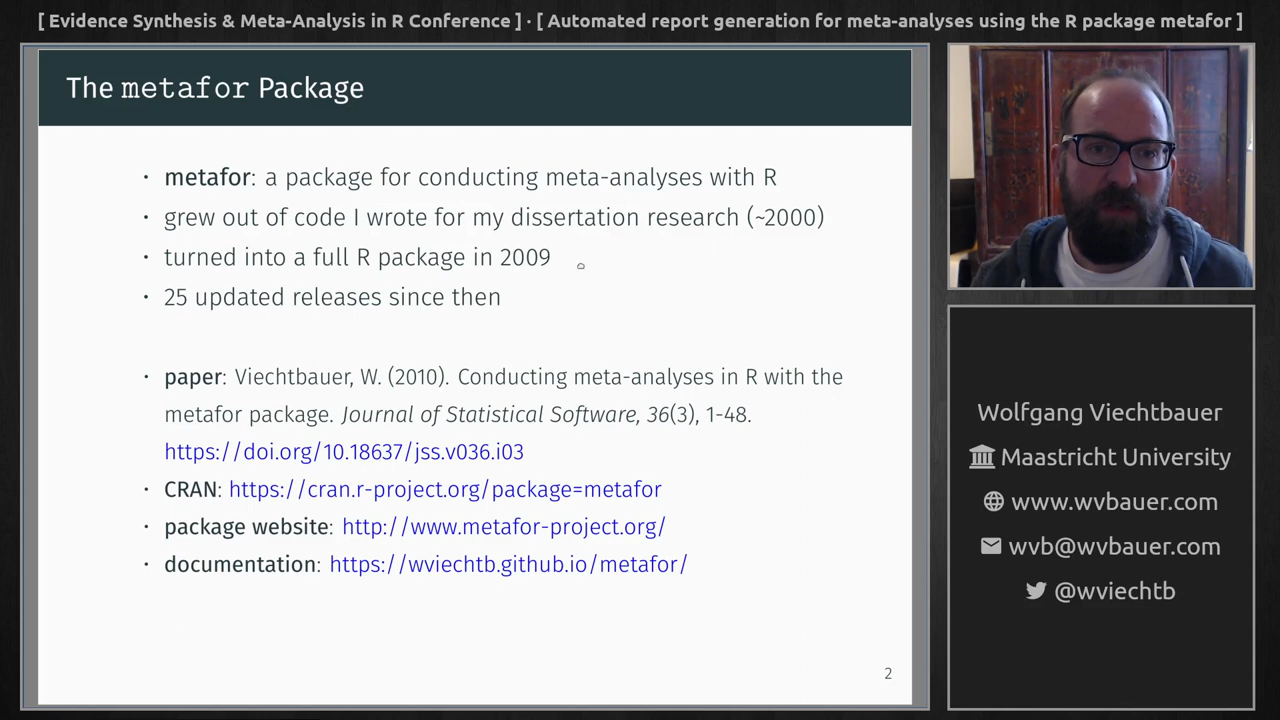 [ Evidence Synthesis & Meta-Analysis in R Conference ] · [ Automated report generation for meta-analyses using the R package metafor ]
The metafor Package
· metafor: a package for conducting meta-analyses with R
· grew out of code I wrote for my dissertation research (~2000)
· turned into a full R package in 2009
· 25 updated releases since then
· paper: Viechtbauer, W. (2010). Conducting meta-analyses in R with the
metafor package. Journal of Statistical Software, 36(3), 1-48.
https://doi.org/10.18637/jss.v036.i03
· CRAN: https://cran.r-project.org/package=metafor
· package website: http://www.metafor-project.org/
· documentation: https://wviechtb.github.io/metafor/
2
Wolfgang Viechtbauer
Maastricht University
www.wvbauer.com
wvb@wvbauer.com
@wviechtb